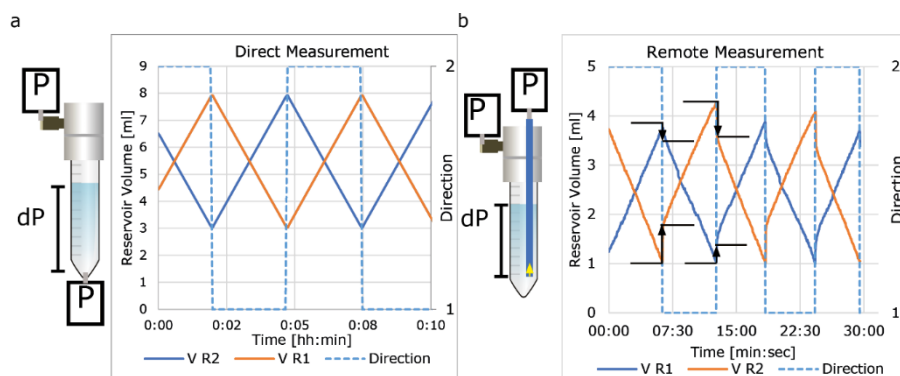 a
P
dP
P
Direct Measurement
Reservoir Volume [ml]
9
8
7
6
5
4
3
2
1
0
2
1
Direction
0:00 0:02 0:05 0:08 0:10
Time [hh:min]
V R2 V R1 Direction
b
P
P
dP
Remote Measurement
Reservoir Volume [ml]
5
4
3
2
1
0
2
1
Direction
00:00 07:30 15:00 22:30 30:00
Time [min:sec]
V R1 V R2 Direction